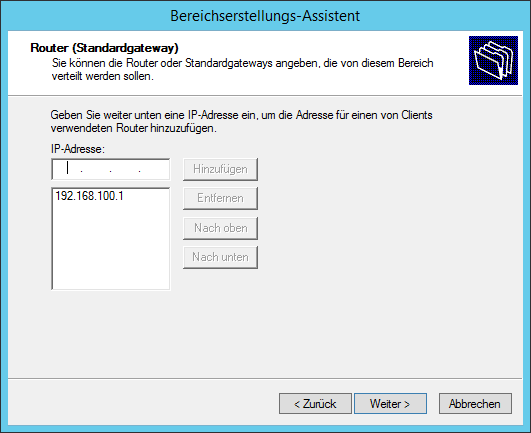 Bereichserstellungs-Assistent
Router (Standardgateway)
Sie können die Router oder Standardgateways angeben, die von diesem Bereich
verteilt werden sollen.
Geben Sie weiter unten eine IP-Adresse ein, um die Adresse für einen von Clients
verwendeten Router hinzuzufügen.
IP-Adresse:
. . .
Hinzufügen
192.168.100.1
Entfernen
Nach oben
Nach unten
< Zurück
Weiter >
Abbrechen